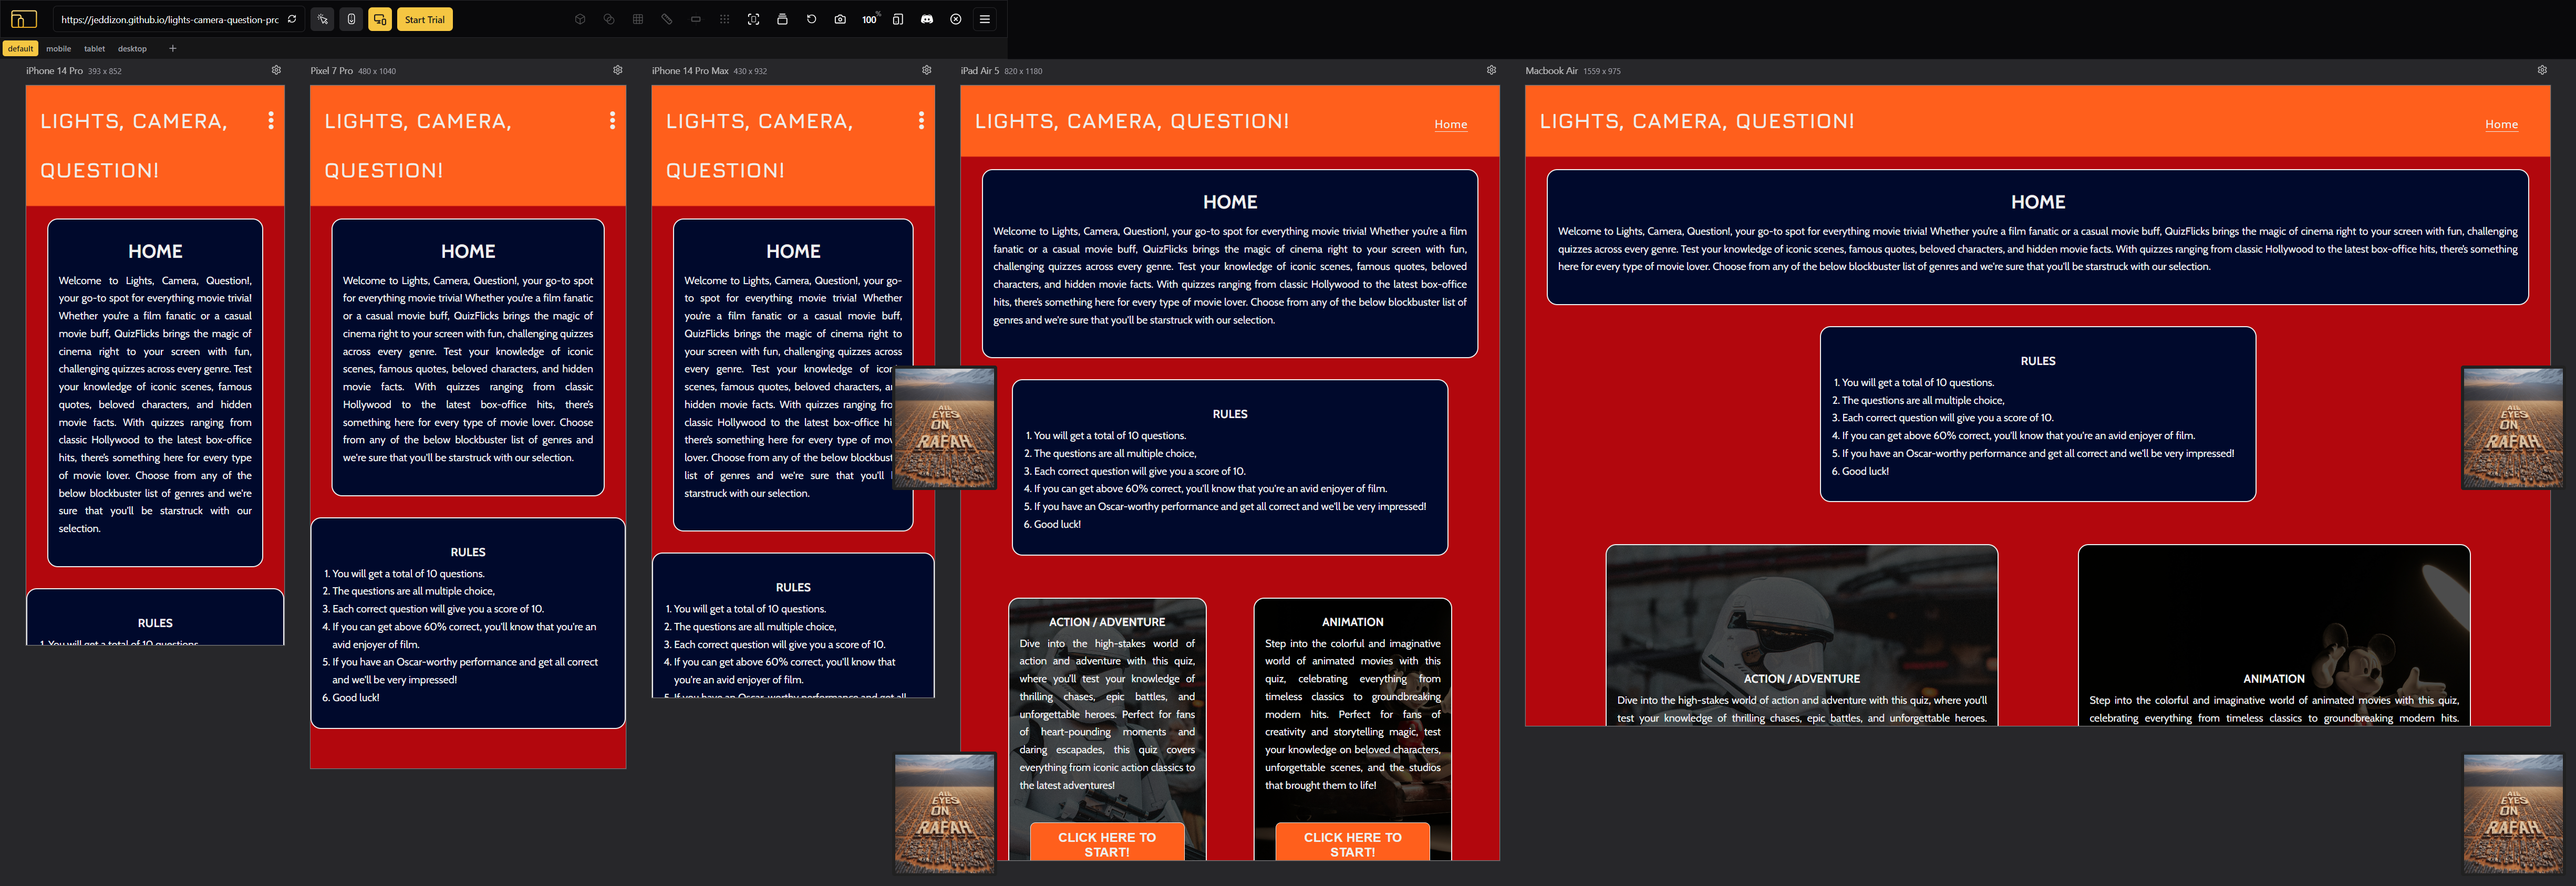 https://jeddizon.github.io/lights-camera-question-prc
Start Trial
100%
default
mobile
tablet
desktop
+
iPhone 14 Pro 393 x 852
LIGHTS, CAMERA,
QUESTION!
HOME
Welcome to Lights, Camera, Question!,
your go-to spot for everything movie trivia!
Whether you're a film fanatic or a casual
movie buff, QuizFlicks brings the magic of
cinema right to your screen with fun,
challenging quizzes across every genre. Test
your knowledge of iconic scenes, famous
quotes, beloved characters, and hidden
movie facts. With quizzes ranging from
classic Hollywood to the latest box-office
hits, there's something here for every type
of movie lover. Choose from any of the
below blockbuster list of genres and we're
sure that you'll be starstruck with our
selection.
RULES
1. You will get a total of 10 questions.
Pixel 7 Pro 480 x 1040
LIGHTS, CAMERA,
QUESTION!
HOME
Welcome to Lights, Camera, Question!, your go-to spot
for everything movie trivia! Whether you're a film fanatic
or a casual movie buff, QuizFlicks brings the magic of
cinema right to your screen with fun, challenging quizzes
across every genre. Test your knowledge of iconic
scenes, famous quotes, beloved characters, and hidden
movie facts. With quizzes ranging from classic
Hollywood to the latest box-office hits, there's
something here for every type of movie lover. Choose
from any of the below blockbuster list of genres and
we're sure that you'll be starstruck with our selection.
RULES
1. You will get a total of 10 questions.
2. The questions are all multiple choice,
3. Each correct question will give you a score of 10.
4. If you can get above 60% correct, you'll know that you're an
avid enjoyer of film.
5. If you have an Oscar-worthy performance and get all correct
and we'll be very impressed!
6. Good luck!
iPhone 14 Pro Max 430 x 932
LIGHTS, CAMERA,
QUESTION!
HOME
Welcome to Lights, Camera, Question!, your go-
to spot for everything movie trivia! Whether
you're a film fanatic or a casual movie buff,
QuizFlicks brings the magic of cinema right to
your screen with fun, challenging quizzes across
every genre. Test your knowledge of ico
scenes, famous quotes, beloved characters, a
hidden movie facts. With quizzes ranging fro
classic Hollywood to the latest box-office hi
there's something here for every type of mov
lover. Choose from any of the below blockbust
list of genres and we're sure that you'll
starstruck with our selection.
RULES
1. You will get a total of 10 questions.
2. The questions are all multiple choice,
3. Each correct question will give you a score of 10.
4. If you can get above 60% correct, you'll know that
you're an avid enjoyer of film.
5. If you have an Oscar-worthy performance and get all
ALL
EYES
ON
RAFAH
ALL
EYES
ON
RAFAH
iPad Air 5 820 x 1180
LIGHTS, CAMERA, QUESTION!
Home
HOME
Welcome to Lights, Camera, Question!, your go-to spot for everything movie trivia! Whether you're a film
fanatic or a casual movie buff, QuizFlicks brings the magic of cinema right to your screen with fun,
challenging quizzes across every genre. Test your knowledge of iconic scenes, famous quotes, beloved
characters, and hidden movie facts. With quizzes ranging from classic Hollywood to the latest box-office
hits, there's something here for every type of movie lover. Choose from any of the below blockbuster list of
genres and we're sure that you'll be starstruck with our selection.
RULES
1. You will get a total of 10 questions.
2. The questions are all multiple choice,
3. Each correct question will give you a score of 10.
4. If you can get above 60% correct, you'll know that you're an avid enjoyer of film.
5. If you have an Oscar-worthy performance and get all correct and we'll be very impressed!
6. Good luck!
ACTION / ADVENTURE
Dive into the high-stakes world of
action and adventure with this quiz,
where you'll test your knowledge of
thrilling chases, epic battles, and
unforgettable heroes. Perfect for fans
of heart-pounding moments and
daring escapades, this quiz covers
everything from iconic action classics to
the latest adventures!
CLICK HERE TO
START!
ANIMATION
Step into the colorful and imaginative
world of animated movies with this
quiz, celebrating everything from
timeless classics to groundbreaking
modern hits. Perfect for fans of
creativity and storytelling magic, test
your knowledge on beloved characters,
unforgettable scenes, and the studios
that brought them to life!
CLICK HERE TO
START!
Macbook Air 1559 x 975
LIGHTS, CAMERA, QUESTION!
Home
HOME
Welcome to Lights, Camera, Question!, your go-to spot for everything movie trivia! Whether you're a film fanatic or a casual movie buff, QuizFlicks brings the magic of cinema right to your screen with fun, challenging
quizzes across every genre. Test your knowledge of iconic scenes, famous quotes, beloved characters, and hidden movie facts. With quizzes ranging from classic Hollywood to the latest box-office hits, there's something
here for every type of movie lover. Choose from any of the below blockbuster list of genres and we're sure that you'll be starstruck with our selection.
RULES
1. You will get a total of 10 questions.
2. The questions are all multiple choice,
3. Each correct question will give you a score of 10.
4. If you can get above 60% correct, you'll know that you're an avid enjoyer of film.
5. If you have an Oscar-worthy performance and get all correct and we'll be very impressed!
6. Good luck!
ACTION / ADVENTURE
Dive into the high-stakes world of action and adventure with this quiz, where you'll
test your knowledge of thrilling chases, epic battles, and unforgettable heroes.
ANIMATION
Step into the colorful and imaginative world of animated movies with this quiz,
celebrating everything from timeless classics to groundbreaking modern hits.
ALL
EYES
ON
RAFAH
ALL
EYES
ON
RAFAH